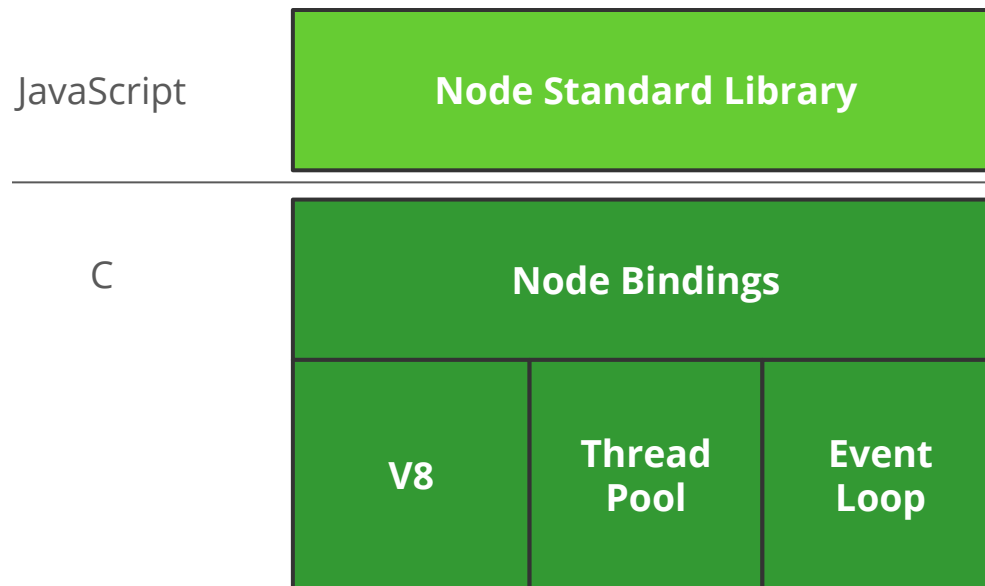 JavaScript
Node Standard Library
C
Node Bindings
V8
Thread
Pool
Event
Loop